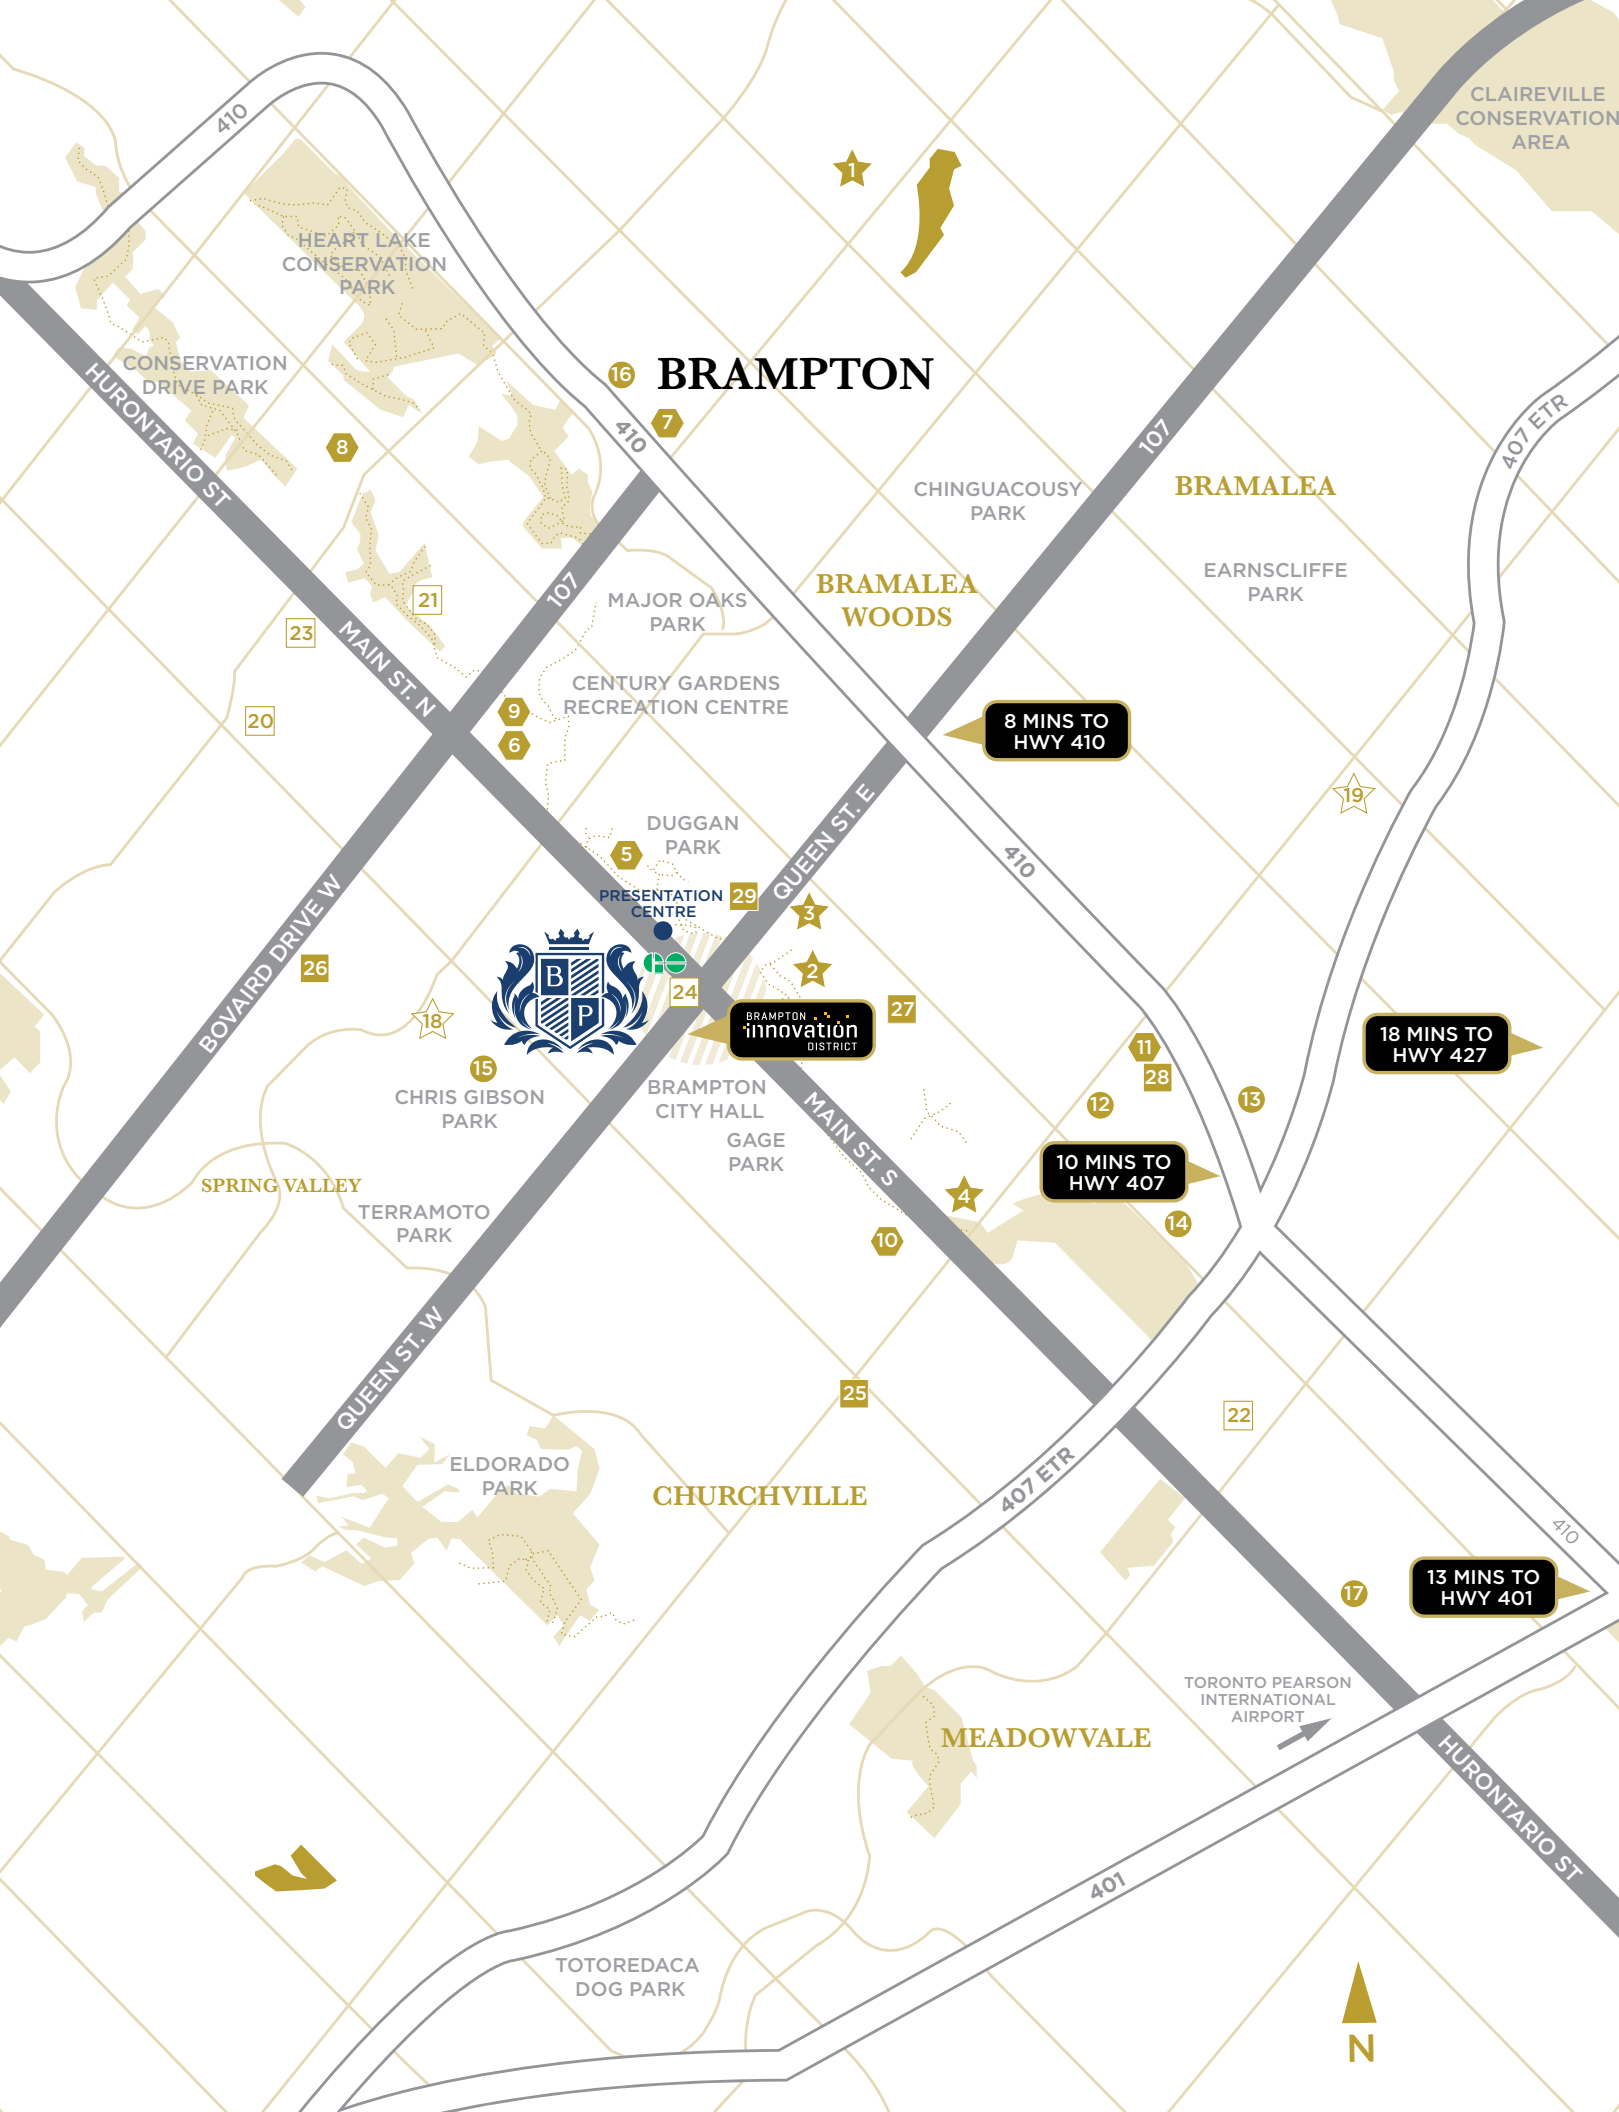 CLAIREVILLE
CONSERVATION
AREA
410
1
HEART LAKE
CONSERVATION
PARK
CONSERVATION
DRIVE PARK
HURONTARIO ST
16
BRAMPTON
7
410
8
107
407 ETR
CHINGUACOUSY
PARK
BRAMALEA
EARNSCLIFFE
PARK
BRAMALEA
WOODS
107
MAJOR OAKS
PARK
21
23
MAIN ST. N
CENTURY GARDENS
RECREATION CENTRE
20
9
6
8 MINS TO
HWY 410
19
DUGGAN
PARK
5
QUEEN ST. E
410
PRESENTATION
CENTRE
29
3
BOVAIRD DRIVE W
26
B
P
GO
24
2
27
18
BRAMPTON
innovation
DISTRICT
18 MINS TO
HWY 427
11
28
15
12
13
CHRIS GIBSON
PARK
BRAMPTON
CITY HALL
GAGE
PARK
MAIN ST. S
10 MINS TO
HWY 407
SPRING VALLEY
TERRAMOTO
PARK
4
14
10
QUEEN ST. W
25
22
ELDORADO
PARK
CHURCHVILLE
407 ETR
410
17
13 MINS TO
HWY 401
TORONTO PEARSON
INTERNATIONAL
AIRPORT
MEADOWVALE
HURONTARIO ST
401
TOTOREDACA
DOG PARK
N